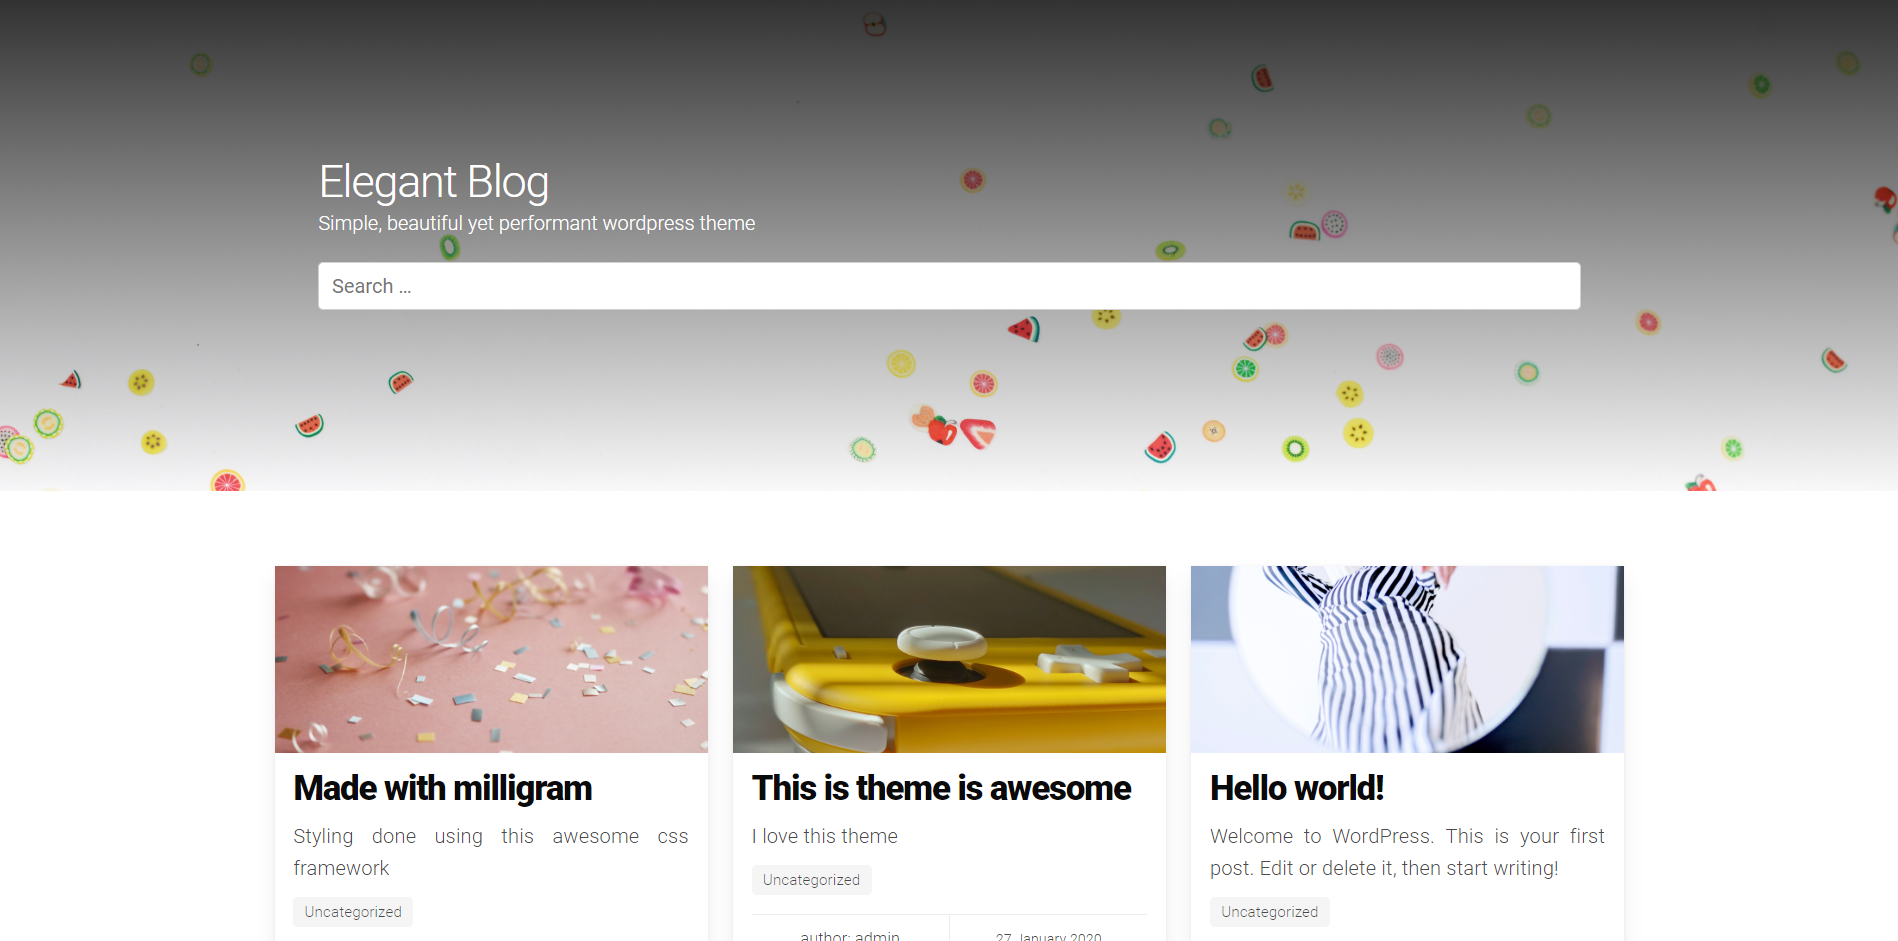 Elegant Blog
Simple, beautiful yet performant wordpress theme
Search ...
Made with milligram
Styling done using this awesome css
framework
Uncategorized
This is theme is awesome
I love this theme
Uncategorized
author: admin
27 January 2020
Hello world!
Welcome to WordPress. This is your first
post. Edit or delete it, then start writing!
Uncategorized